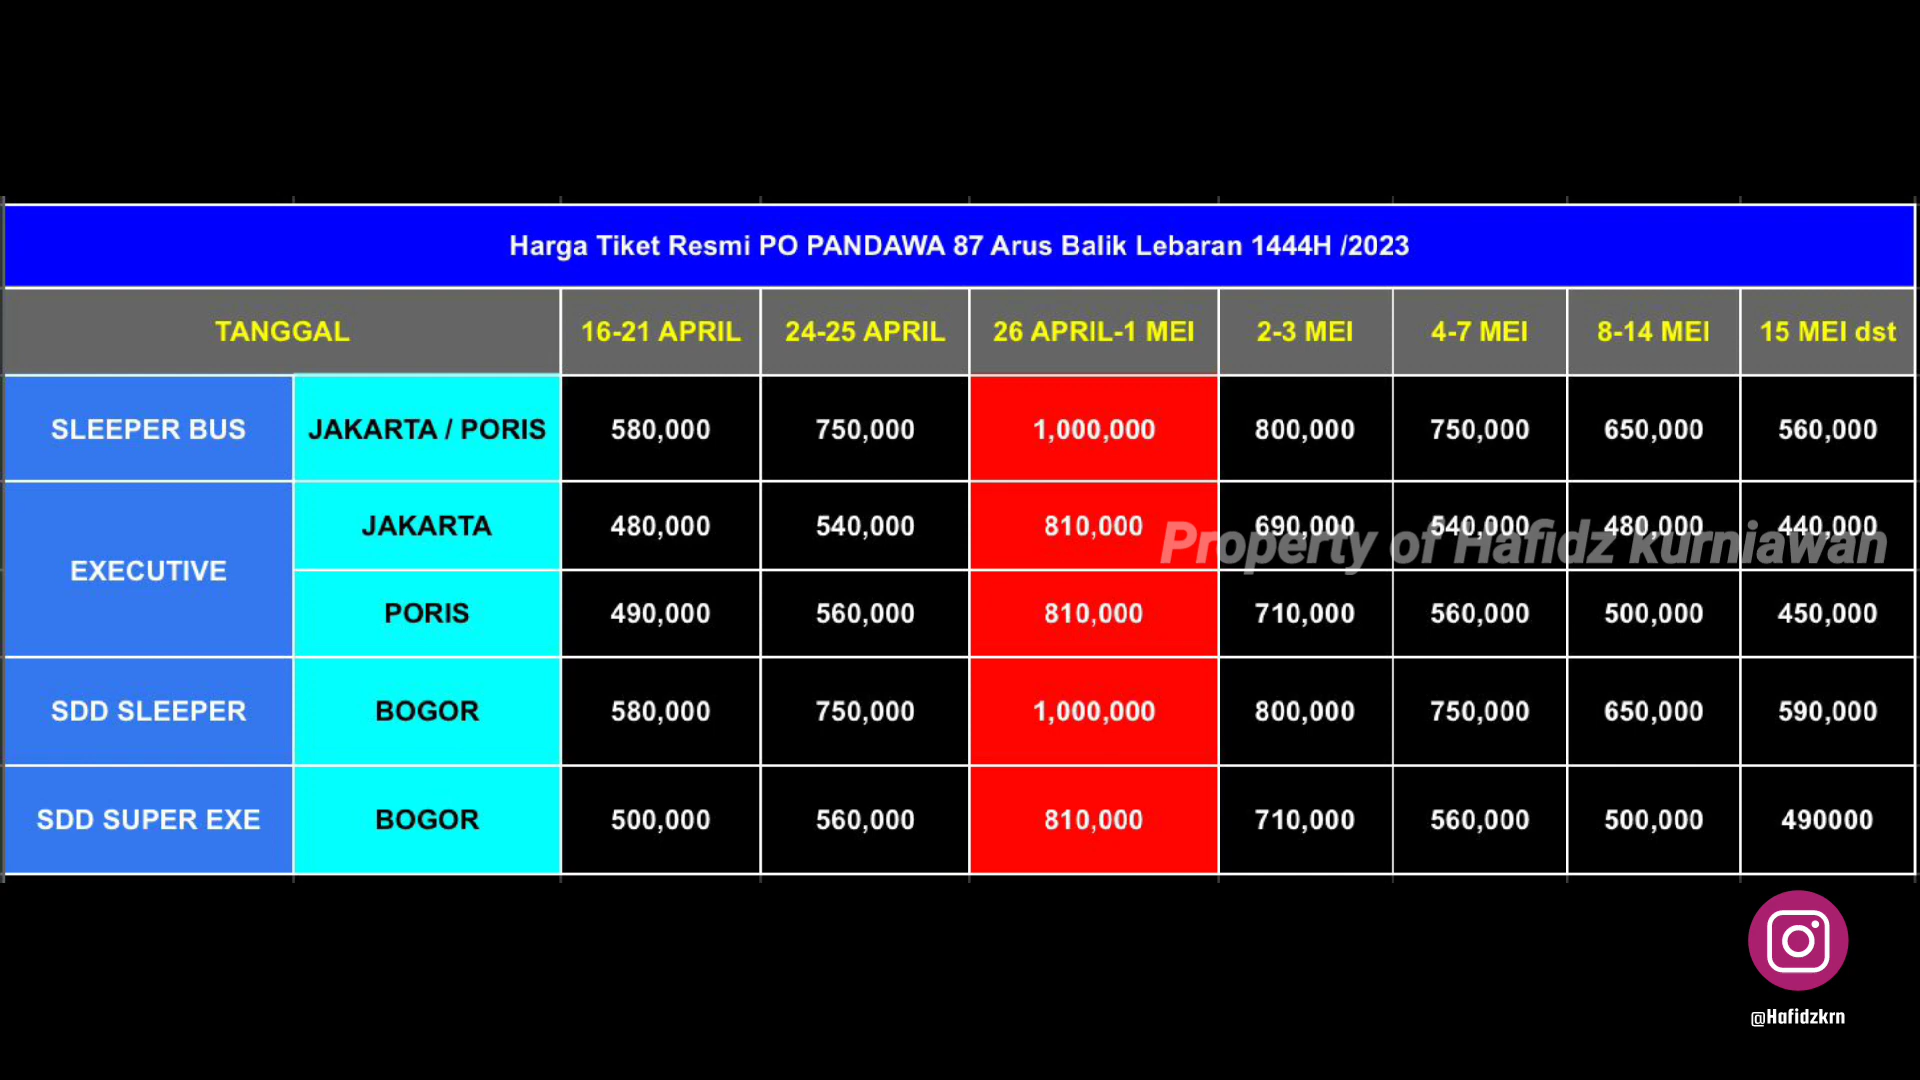 Harga Tiket Resmi PO PANDAWA 87 Arus Balik Lebaran 1444H /2023
TANGGAL 16-21 APRIL 24-25 APRIL 26 APRIL-1 MEI 2-3 MEI 4-7 MEI 8-14 MEI 15 MEI dst
SLEEPER BUS JAKARTA / PORIS 580,000 750,000 1,000,000 800,000 750,000 650,000 560,000
EXECUTIVE
JAKARTA 480,000 540,000 810,000 690,000 540,000 480,000 440,000
Property of Hafidz kurniawan
PORIS 490,000 560,000 810,000 710,000 560,000 500,000 450,000
SDD SLEEPER BOGOR 580,000 750,000 1,000,000 800,000 750,000 650,000 590,000
SDD SUPER EXE BOGOR 500,000 560,000 810,000 710,000 560,000 500,000 490000
@Hafidzkrn